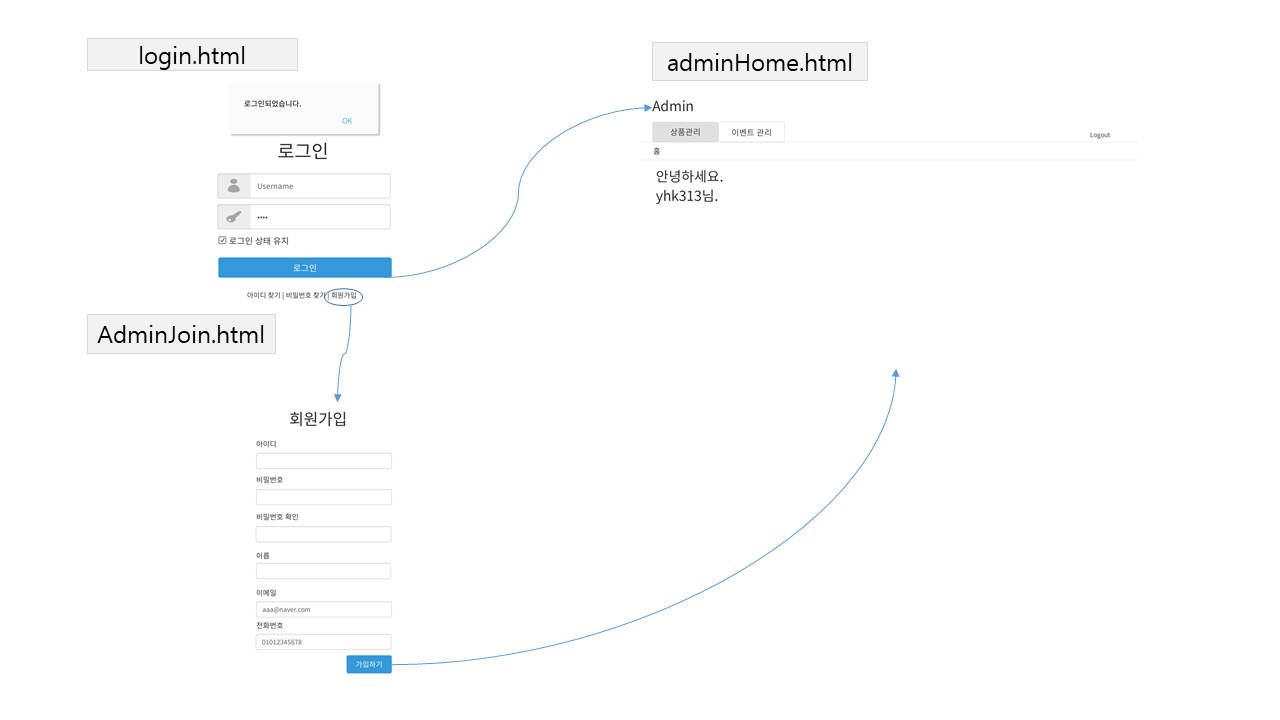 login.html
로그인되었습니다.
OK
로그인
Username
••••
로그인 상태 유지
로그인
아이디 찾기 | 비밀번호 찾기 | 회원가입
AdminJoin.html
회원가입
아이디
비밀번호
비밀번호 확인
이름
이메일
aaa@naver.com
전화번호
01012345678
가입하기
adminHome.html
Admin
상품관리 이벤트 관리 Logout
홈
안녕하세요.
yhk313님.